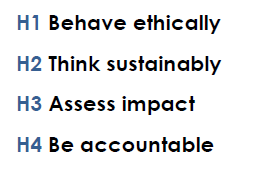 H1 Behave ethically
H2 Think sustainably
H3 Assess impact
H4 Be accountable